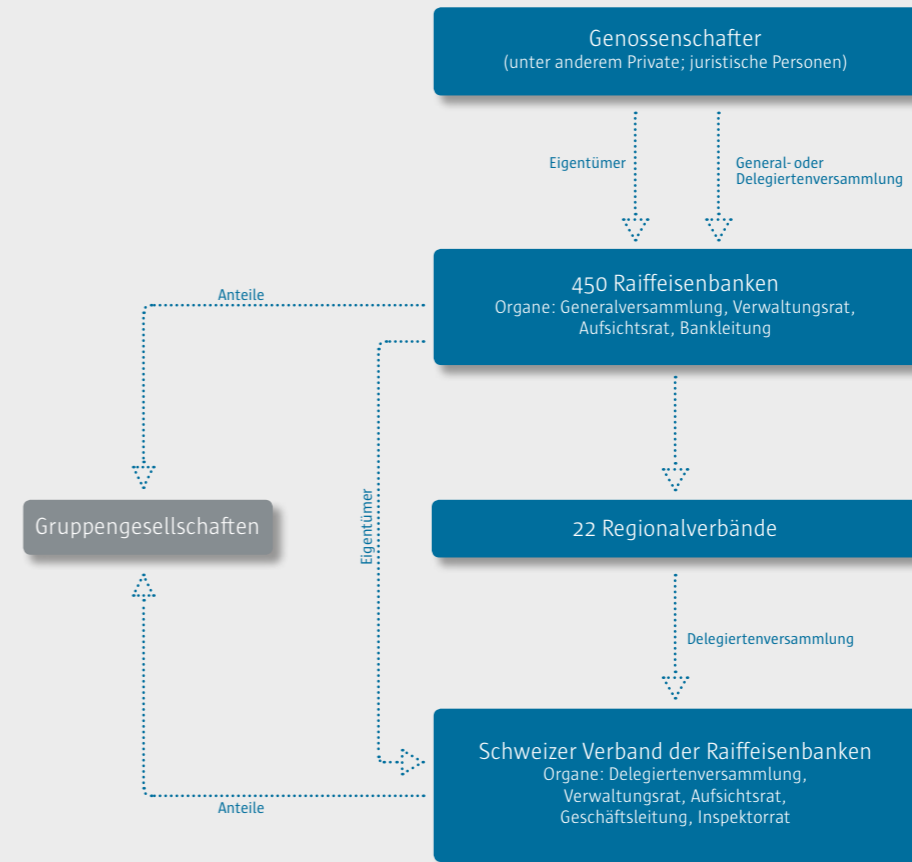 Genossenschafter
(unter anderem Private; juristische Personen)
Eigentümer
General- oder
Delegiertenversammlung
450 Raiffeisenbanken
Organe: Generalversammlung, Verwaltungsrat,
Aufsichtsrat, Bankleitung
Anteile
Eigentümer
Gruppengesellschaften
22 Regionalverbände
Delegiertenversammlung
Schweizer Verband der Raiffeisenbanken
Organe: Delegiertenversammlung,
Verwaltungsrat, Aufsichtsrat,
Geschäftsleitung, Inspektorrat
Anteile